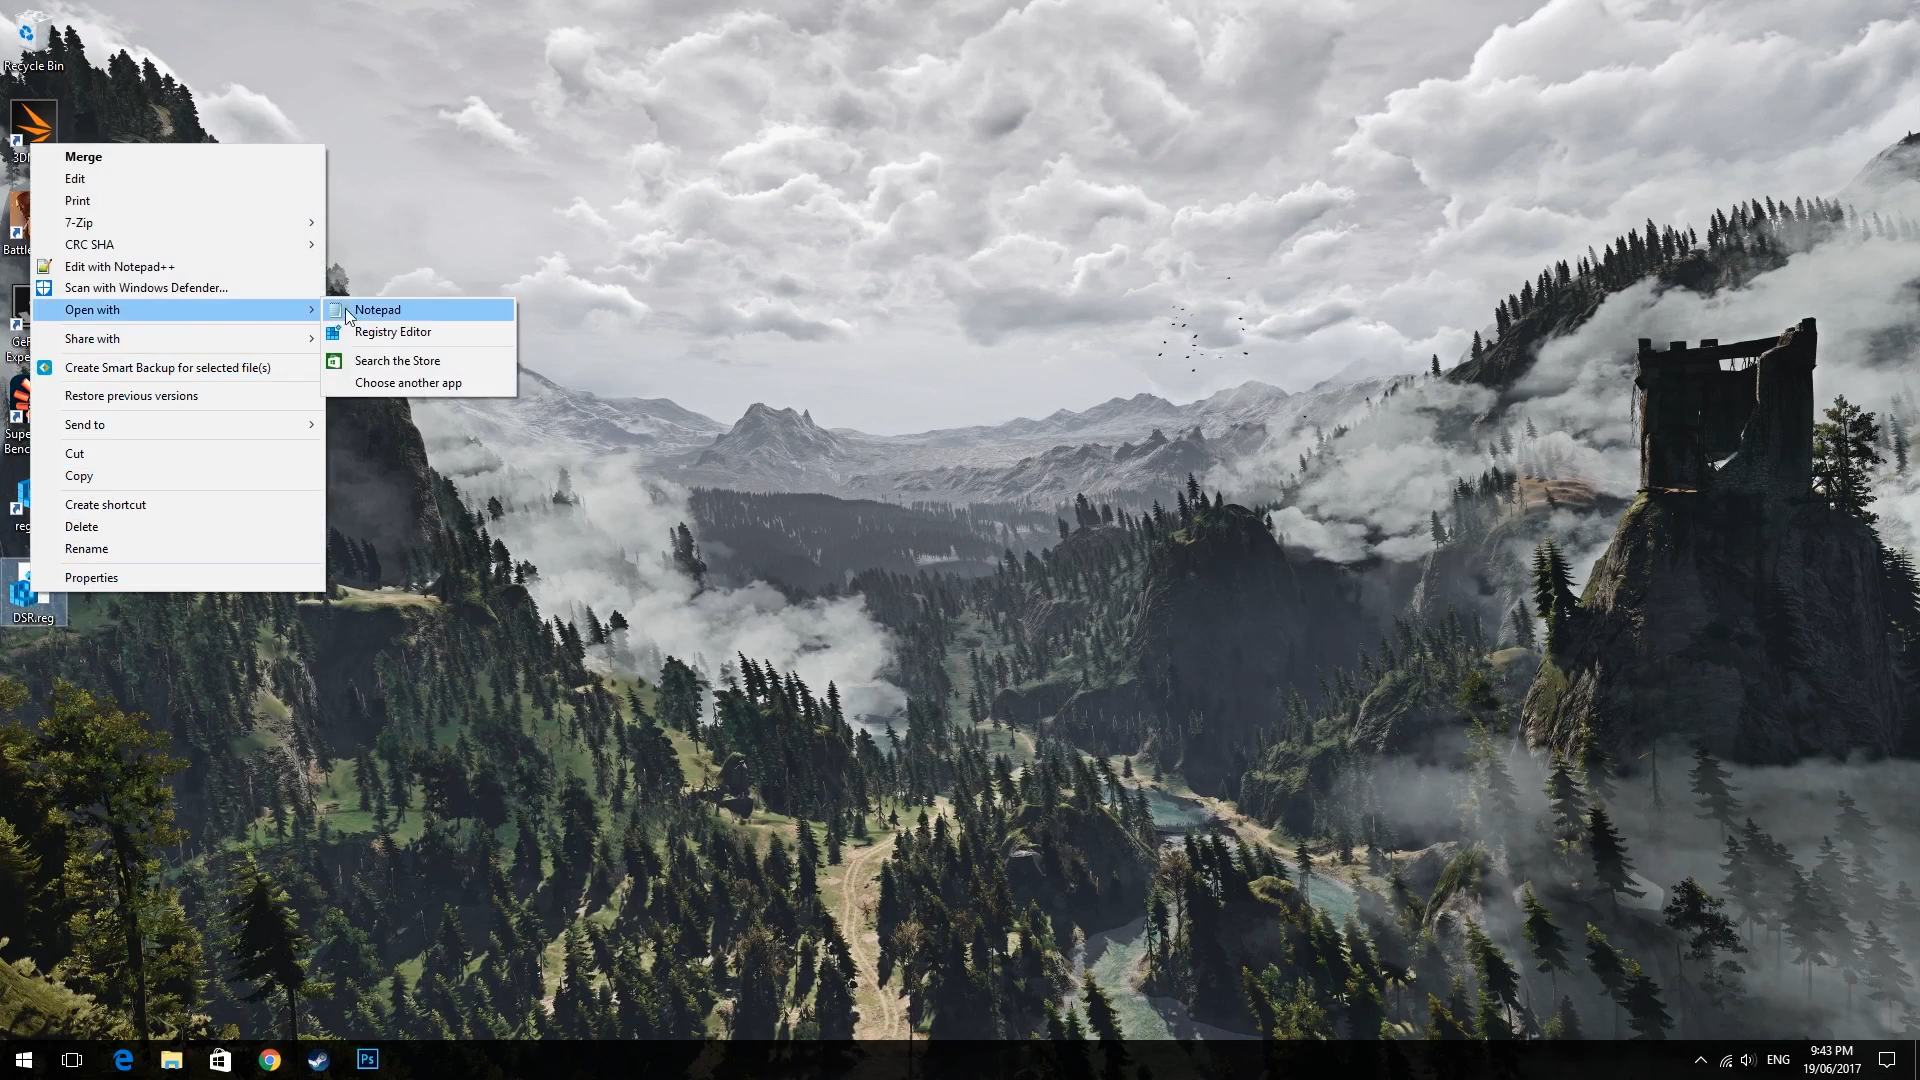 Recycle Bin
Merge
Edit
Print
7-Zip
CRC SHA
Edit with Notepad++
Scan with Windows Defender...
Open with
Share with
Create Smart Backup for selected file(s)
Restore previous versions
Send to
Cut
Copy
Create shortcut
Delete
Rename
Properties
Notepad
Registry Editor
Search the Store
Choose another app
DSR.reg
Ps
ENG
9:43 PM
19/06/2017